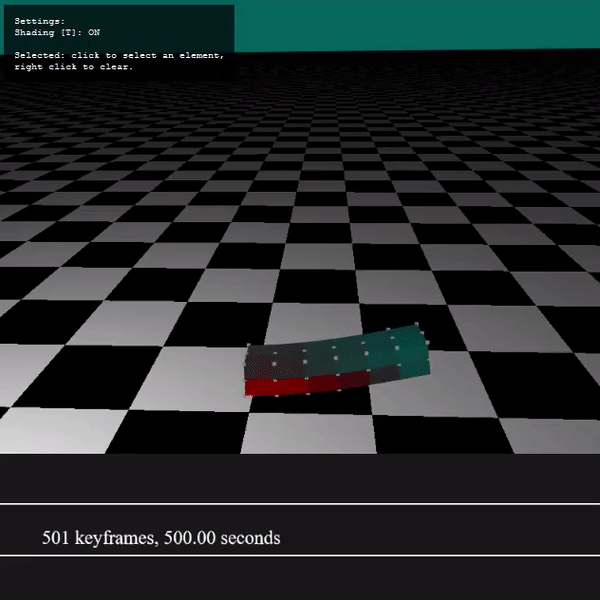 Settings:
Shading [T]: ON
Selected: click to select an element,
right click to clear.
501 keyframes, 500.00 seconds